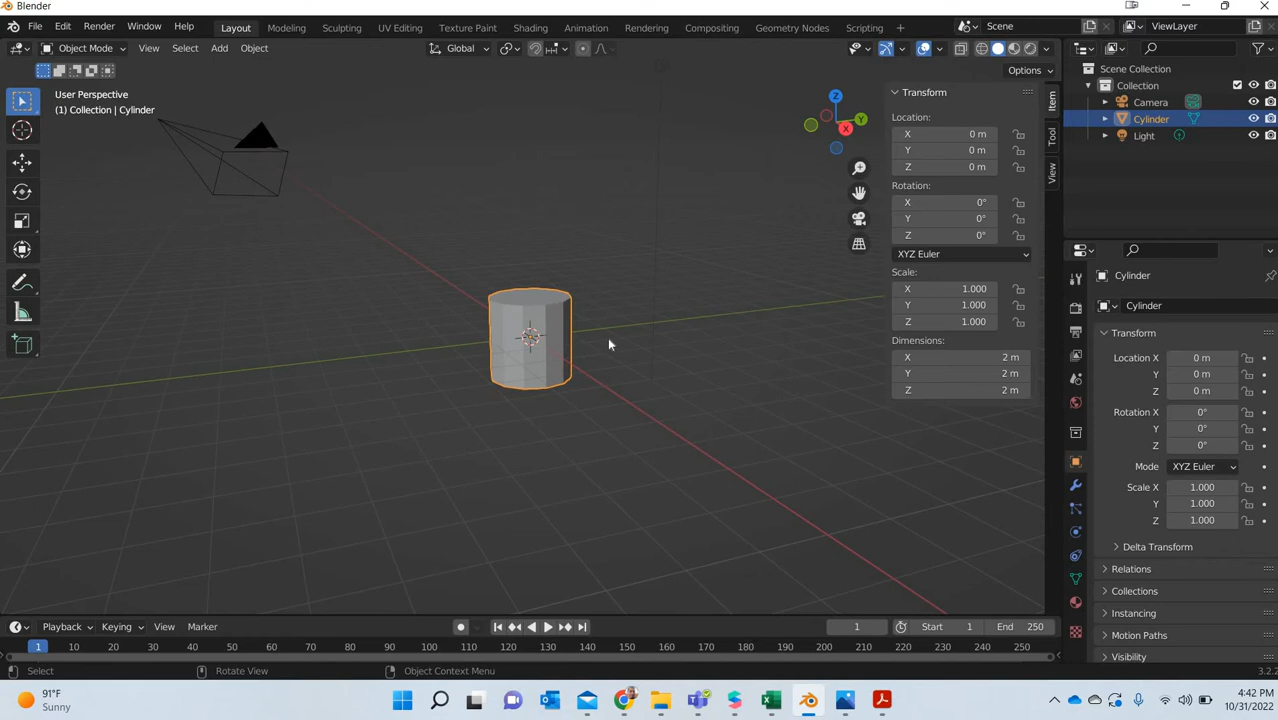 Blender
File Edit Render Window Help Layout Modeling Sculpting UV Editing Texture Paint Shading Animation Rendering Compositing Geometry Nodes Scripting + Scene ViewLayer
Object Mode View Select Add Object Global
Options
User Perspective
(1) Collection | Cylinder
Z
Y
X
Transform
Location:
X 0 m
Y 0 m
Z 0 m
Rotation:
X 0°
Y 0°
Z 0°
XYZ Euler
Scale:
X 1.000
Y 1.000
Z 1.000
Dimensions:
X 2 m
Y 2 m
Z 2 m
Item
Tool
View
Scene Collection
Collection
Camera
Cylinder
Light
Cylinder
Cylinder
Transform
Location X 0 m
Y 0 m
Z 0 m
Rotation X 0°
Y 0°
Z 0°
Mode XYZ Euler
Scale X 1.000
Y 1.000
Z 1.000
Delta Transform
Relations
Collections
Instancing
Motion Paths
Visibility
Playback Keying View Marker 1 Start 1 End 250
1 10 20 30 40 50 60 70 80 90 100 110 120 130 140 150 160 170 180 190 200 210 220 230 240 250
Select Rotate View Object Context Menu 3.2.2
91°F
Sunny
4:42 PM
10/31/2022